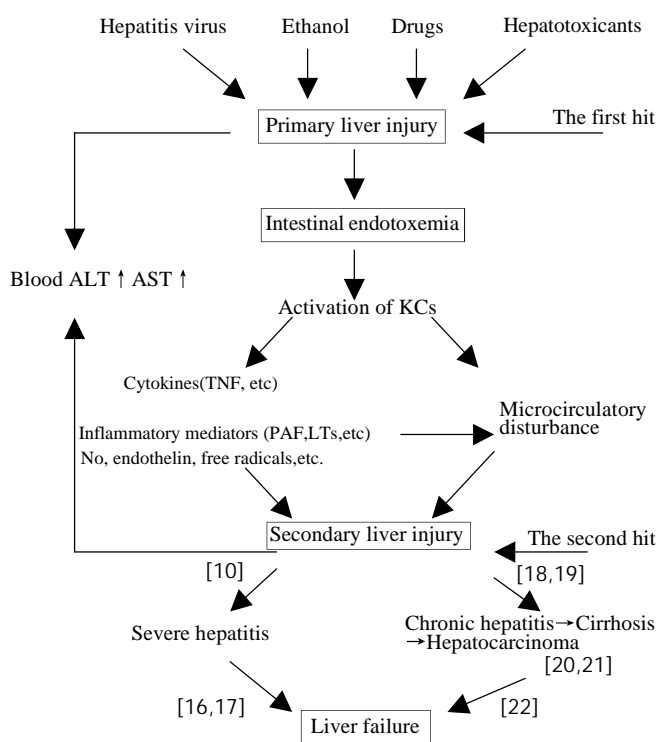 Hepatitis virus Ethanol Drugs Hepatotoxicants
Primary liver injury
The first hit
Intestinal endotoxemia
Blood ALT ↑ AST ↑
Activation of KCs
Cytokines(TNF, etc)
Inflammatory mediators (PAF,LTs,etc)
No, endothelin, free radicals,etc.
Microcirculatory
disturbance
Secondary liver injury
The second hit
[10]
[18,19]
Severe hepatitis
Chronic hepatitis→Cirrhosis
→Hepatocarcinoma
[20,21]
[16,17]
[22]
Liver failure